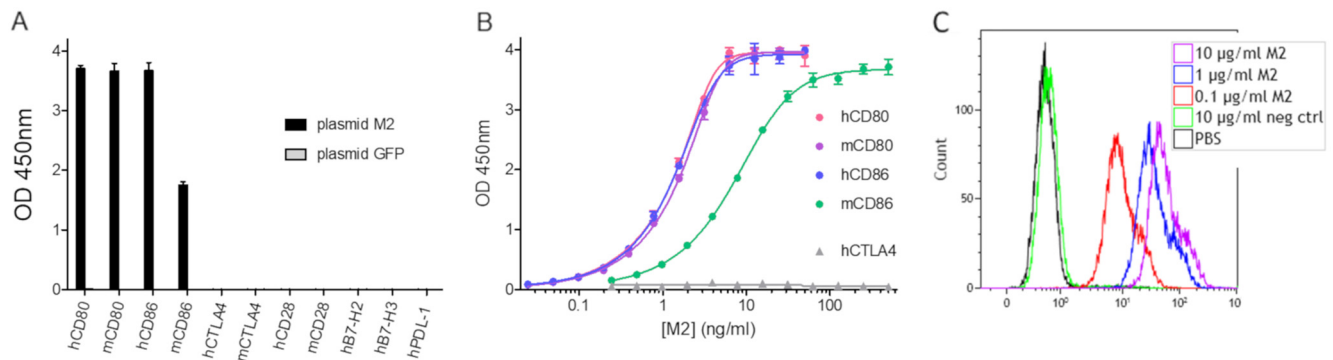 A
OD 450nm
4
3
2
1
0
plasmid M2
plasmid GFP
hCD80
mCD80
hCD86
mCD86
hCTLA4
mCTLA4
hCD28
mCD28
hB7-H2
hB7-H3
hPDL-1
B
OD 450nm
4
3
2
1
0
0.1
1
10
100
[M2] (ng/ml)
hCD80
mCD80
hCD86
mCD86
hCTLA4
C
Count
100
50
0
0
10⁰
10¹
10²
10
10 µg/ml M2
1 µg/ml M2
0.1 µg/ml M2
10 µg/ml neg ctrl
PBS